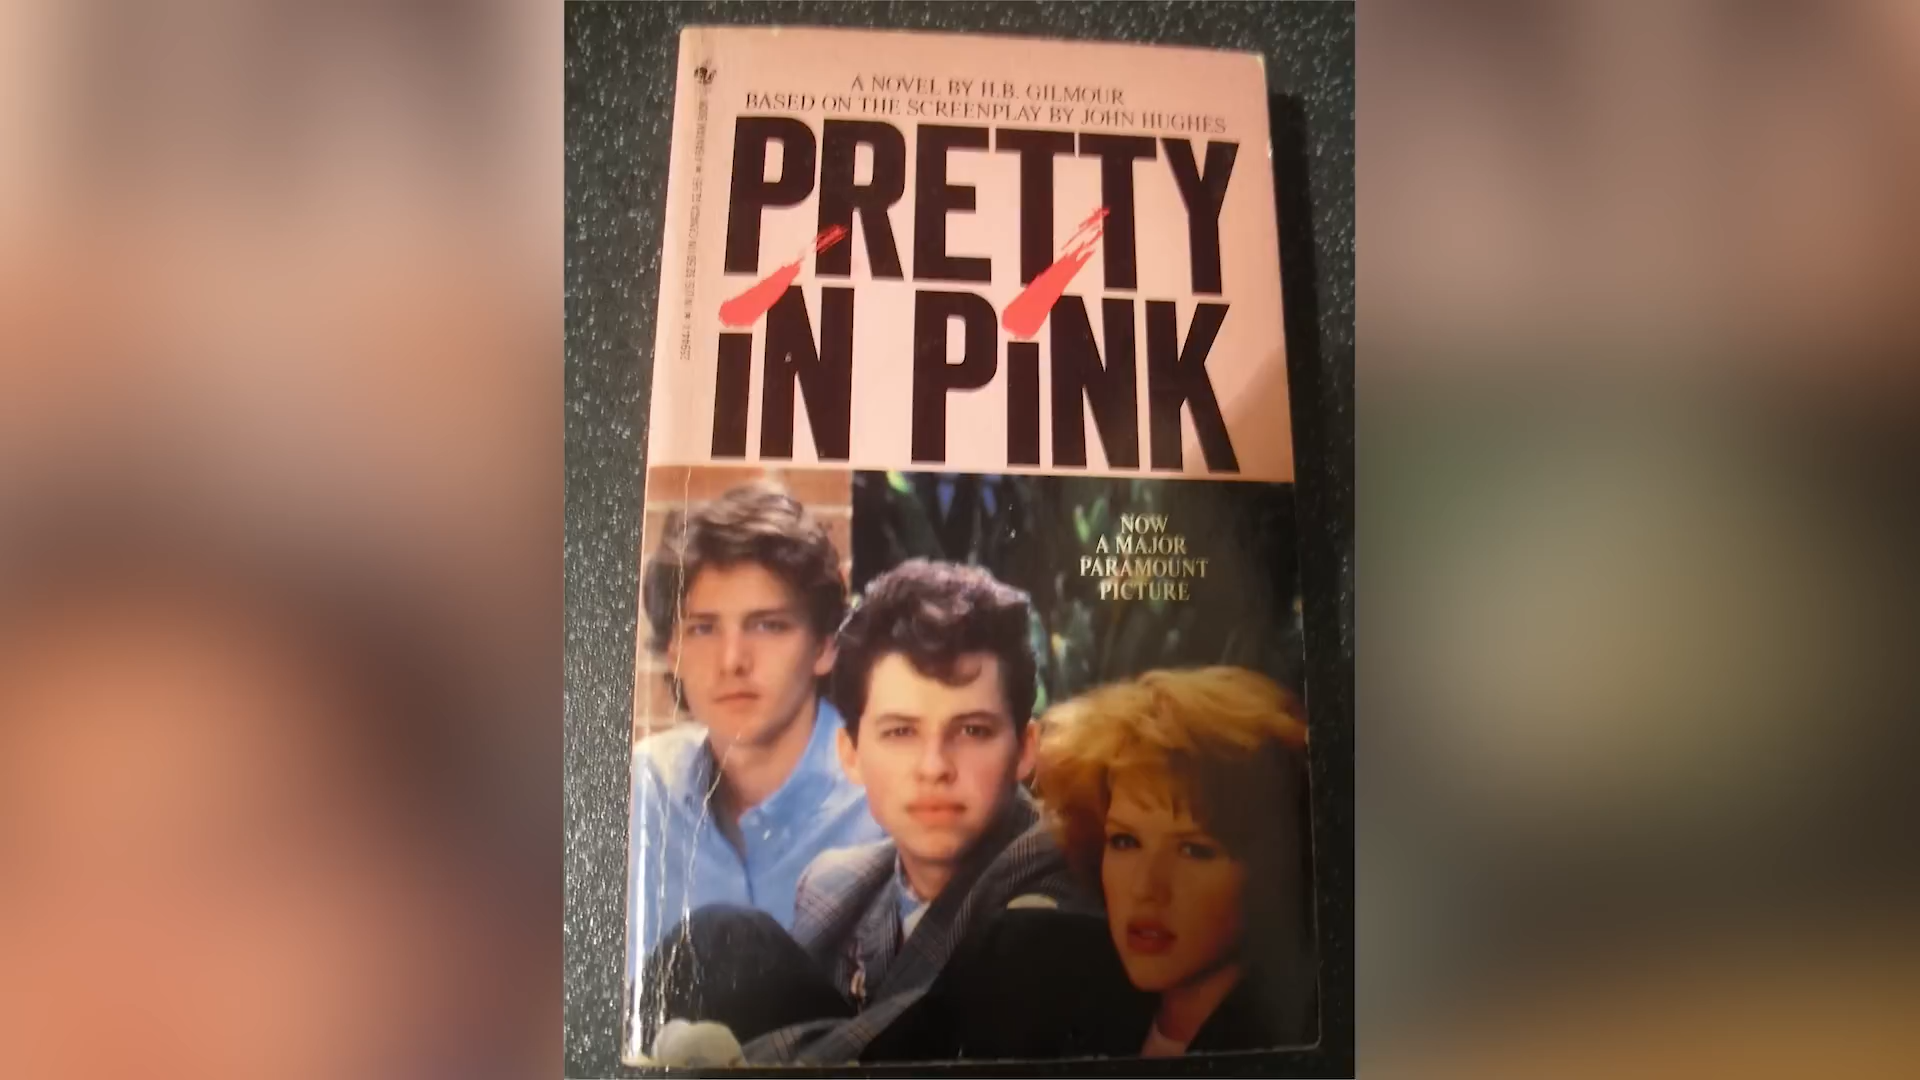 A NOVEL BY H.B. GILMOUR
BASED ON THE SCREENPLAY BY JOHN HUGHES
PRETTY
iN PiNK
NOW
A MAJOR
PARAMOUNT
PICTURE